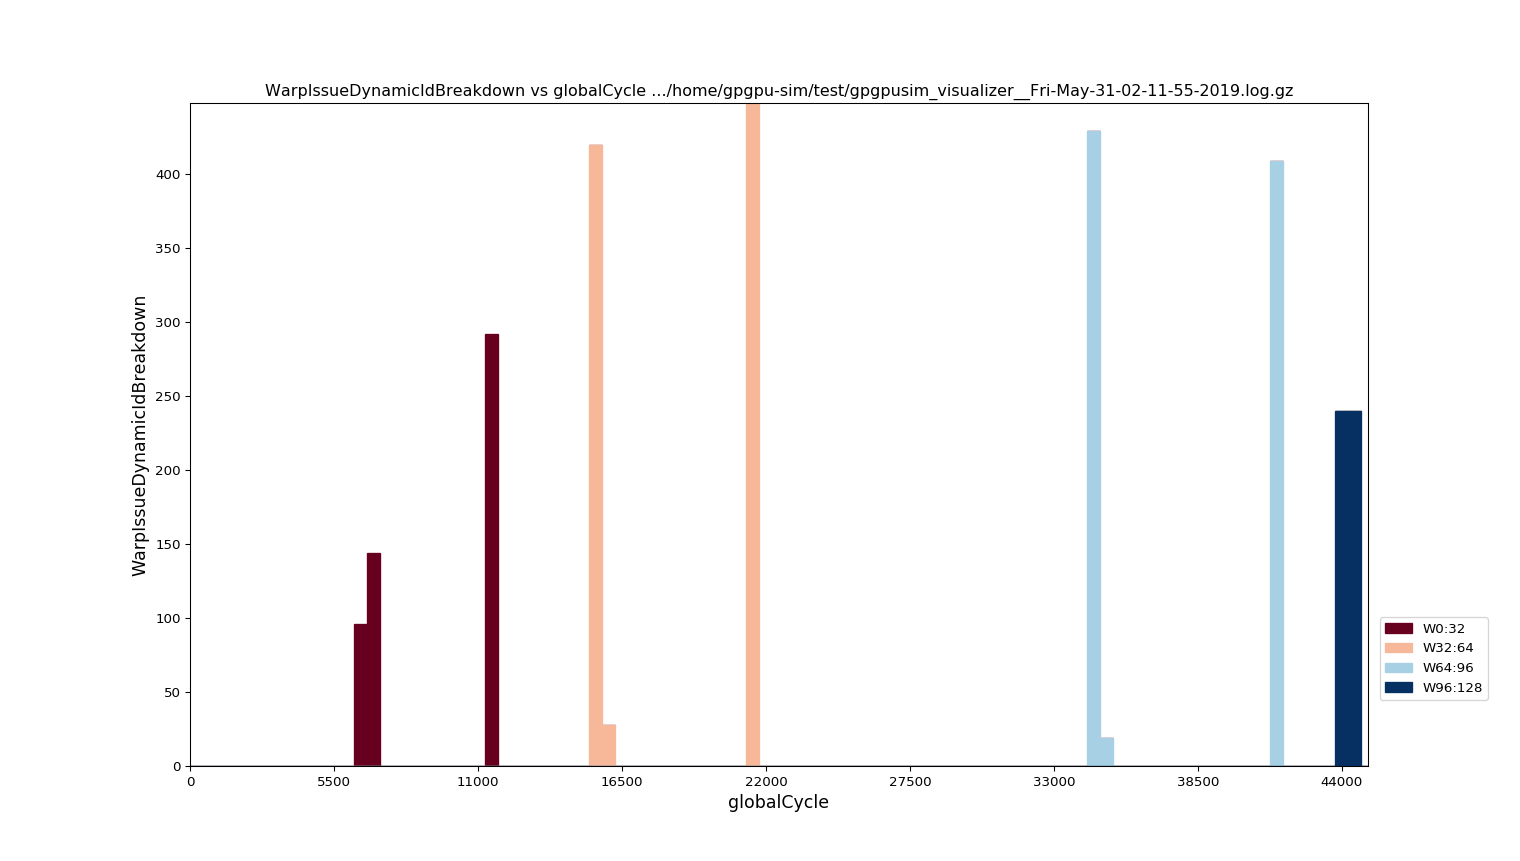 WarpIssueDynamicIdBreakdown vs globalCycle .../home/gpgpu-sim/test/gpgpusim_visualizer__Fri-May-31-02-11-55-2019.log.gz
WarpIssueDynamicIdBreakdown
400
350
300
250
200
150
100
50
0
0 5500 11000 16500 22000 27500 33000 38500 44000
globalCycle
W0:32
W32:64
W64:96
W96:128